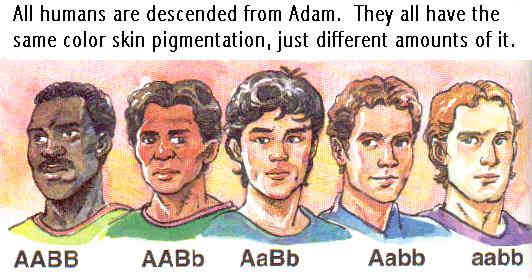 All humans are descended from Adam. They all have the
same color skin pigmentation, just different amounts of it.
AABB AABb AaBb Aabb aabb